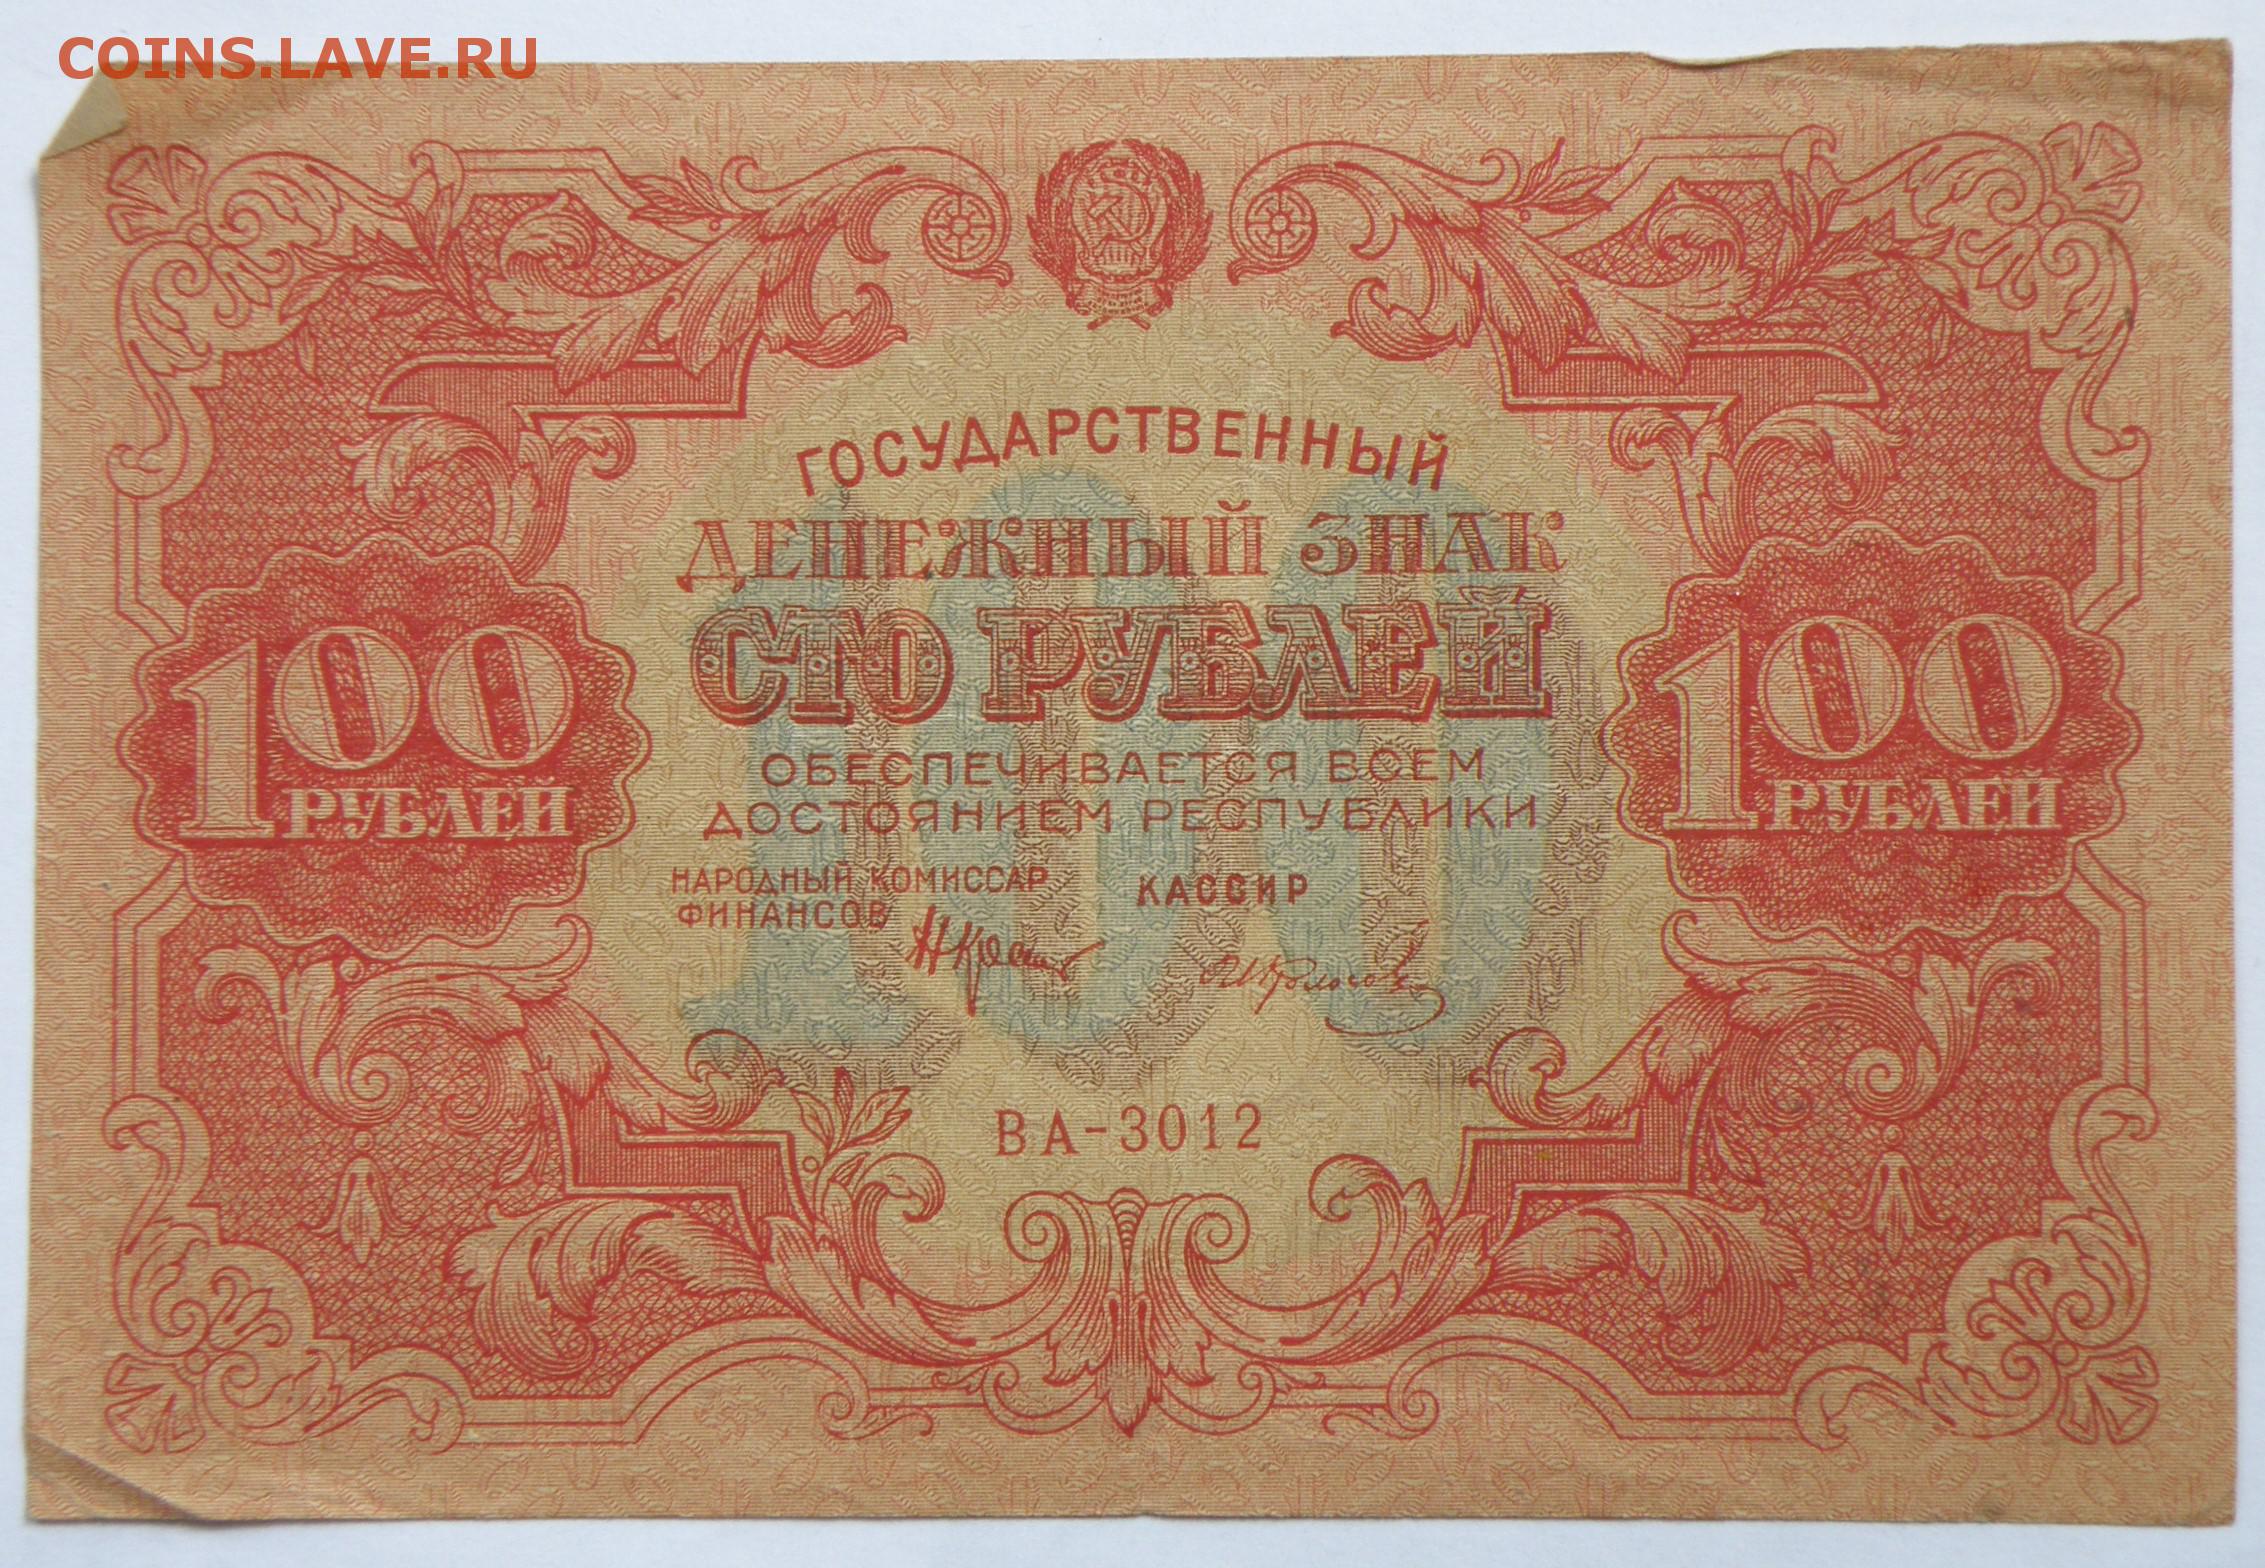 COINS.LAVE.RU
ГОСУДАРСТВЕННЫЙ
ДЕНЕЖНЫЙ ЗНАК
СТО РУБЛЕЙ
100
100
РУБЛЕЙ
100
РУБЛЕЙ
ОБЕСПЕЧИВАЕТСЯ ВСЕМ
ДОСТОЯНИЕМ РЕСПУБЛИКИ
НАРОДНЫЙ КОМИССАР
ФИНАНСОВ
КАССИР
ВА-3012